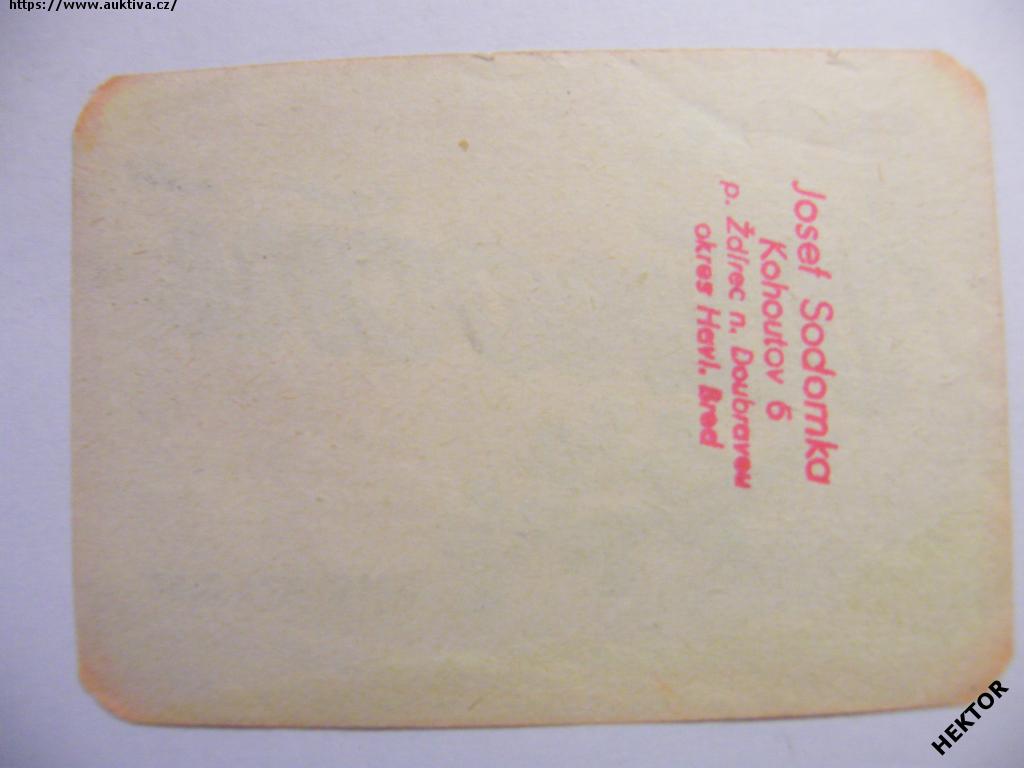 https://www.auktiva.cz/
Josef Sodomka
Kohoutov 6
p. Ždírec n. Doubravou
okres Havl. Brod
HEKTOR